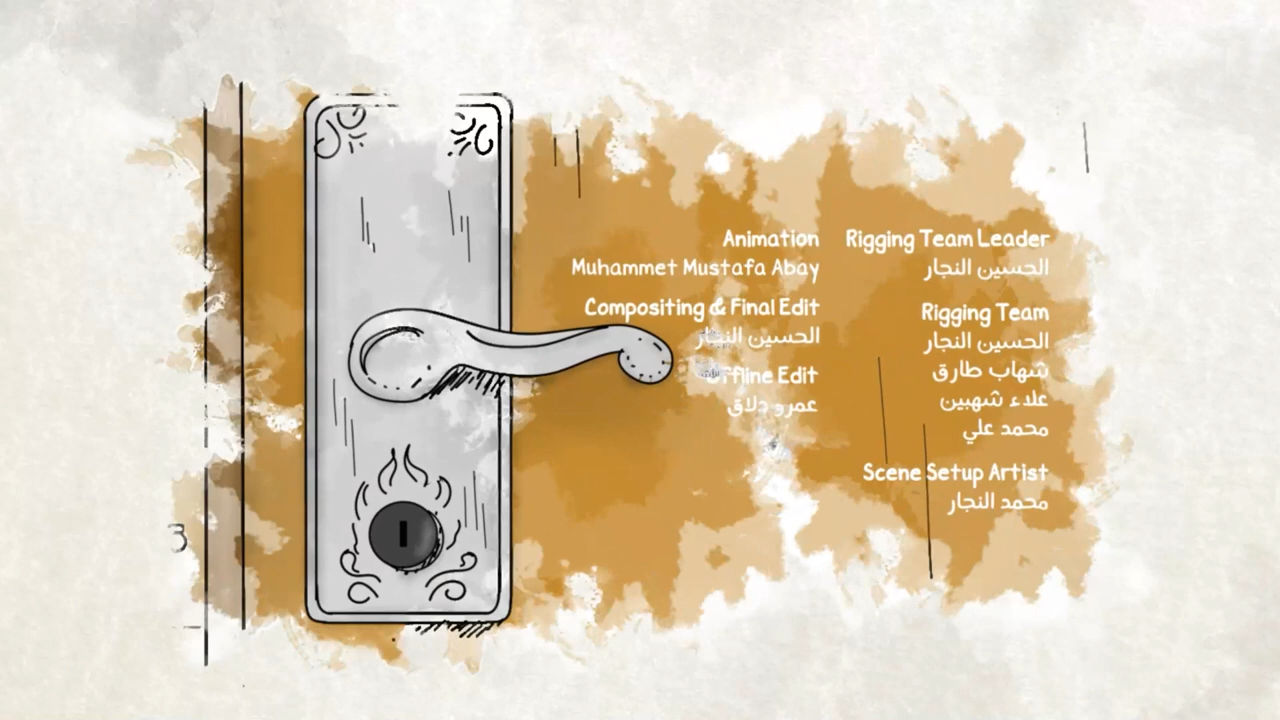 Animation
Muhammet Mustafa Abay
Compositing & Final Edit
الحسين النجار
Offline Edit
عمرو دلاق
Rigging Team Leader
الحسين النجار
Rigging Team
الحسين النجار
شهاب طارق
علاء شهبين
محمد علي
Scene Setup Artist
محمد النجار